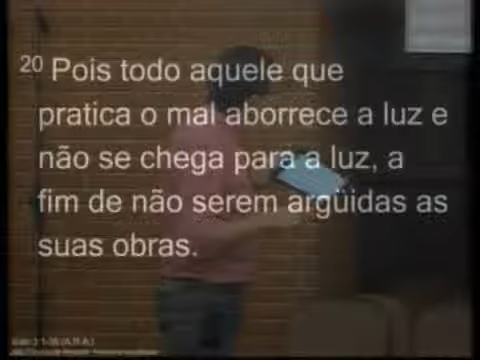 20 Pois todo aquele que
pratica o mal aborrece a luz e
não se chega para a luz, a
fim de não serem argüidas as
suas obras.